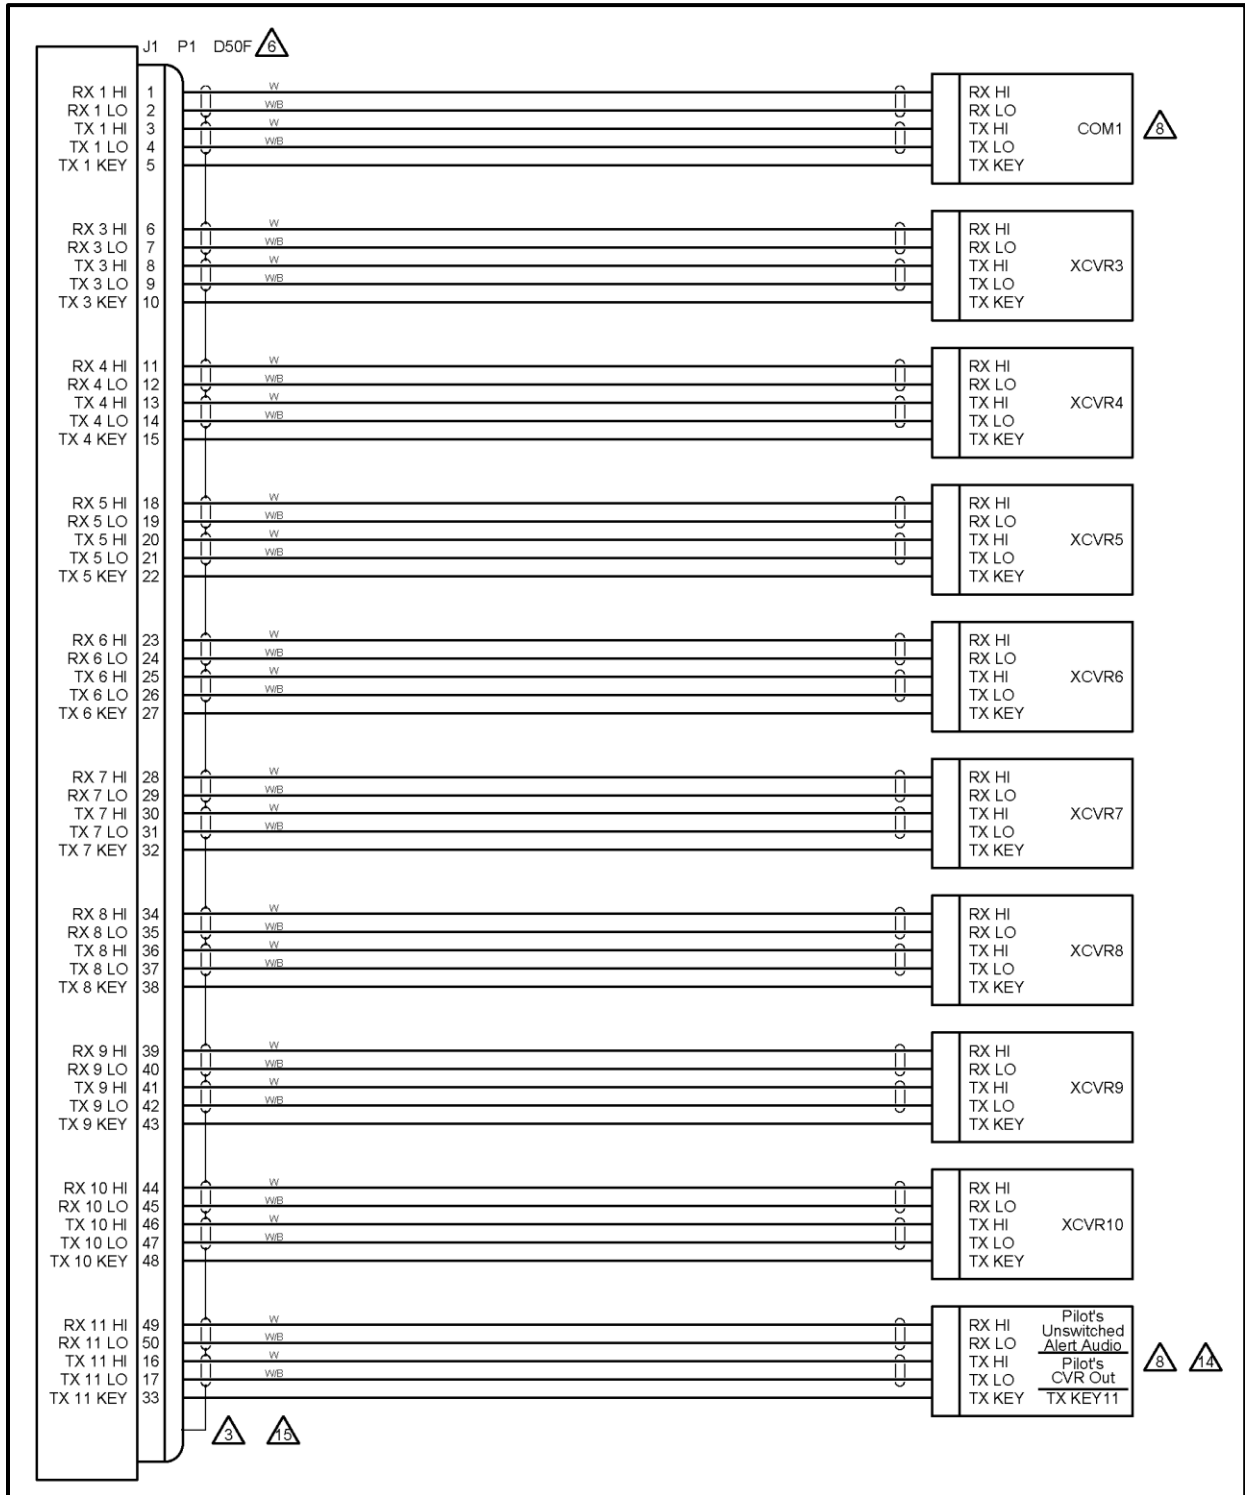 J1 P1 D50F 6
RX 1 HI 1 W RX HI
RX 1 LO 2 W/B RX LO
TX 1 HI 3 W TX HI COM1 8
TX 1 LO 4 W/B TX LO
TX 1 KEY 5 TX KEY
RX 3 HI 6 W RX HI
RX 3 LO 7 W/B RX LO
TX 3 HI 8 W TX HI XCVR3
TX 3 LO 9 W/B TX LO
TX 3 KEY 10 TX KEY
RX 4 HI 11 W RX HI
RX 4 LO 12 W/B RX LO
TX 4 HI 13 W TX HI XCVR4
TX 4 LO 14 W/B TX LO
TX 4 KEY 15 TX KEY
RX 5 HI 18 W RX HI
RX 5 LO 19 W/B RX LO
TX 5 HI 20 W TX HI XCVR5
TX 5 LO 21 W/B TX LO
TX 5 KEY 22 TX KEY
RX 6 HI 23 W RX HI
RX 6 LO 24 W/B RX LO
TX 6 HI 25 W TX HI XCVR6
TX 6 LO 26 W/B TX LO
TX 6 KEY 27 TX KEY
RX 7 HI 28 W RX HI
RX 7 LO 29 W/B RX LO
TX 7 HI 30 W TX HI XCVR7
TX 7 LO 31 W/B TX LO
TX 7 KEY 32 TX KEY
RX 8 HI 34 W RX HI
RX 8 LO 35 W/B RX LO
TX 8 HI 36 W TX HI XCVR8
TX 8 LO 37 W/B TX LO
TX 8 KEY 38 TX KEY
RX 9 HI 39 W RX HI
RX 9 LO 40 W/B RX LO
TX 9 HI 41 W TX HI XCVR9
TX 9 LO 42 W/B TX LO
TX 9 KEY 43 TX KEY
RX 10 HI 44 W RX HI
RX 10 LO 45 W/B RX LO
TX 10 HI 46 W TX HI XCVR10
TX 10 LO 47 W/B TX LO
TX 10 KEY 48 TX KEY
RX 11 HI 49 W RX HI Pilot's
Unswitched
RX 11 LO 50 W/B RX LO Alert Audio
TX 11 HI 16 W TX HI Pilot's 8 14
TX 11 LO 17 W/B TX LO CVR Out
TX 11 KEY 33 TX KEY TX KEY11
3 15